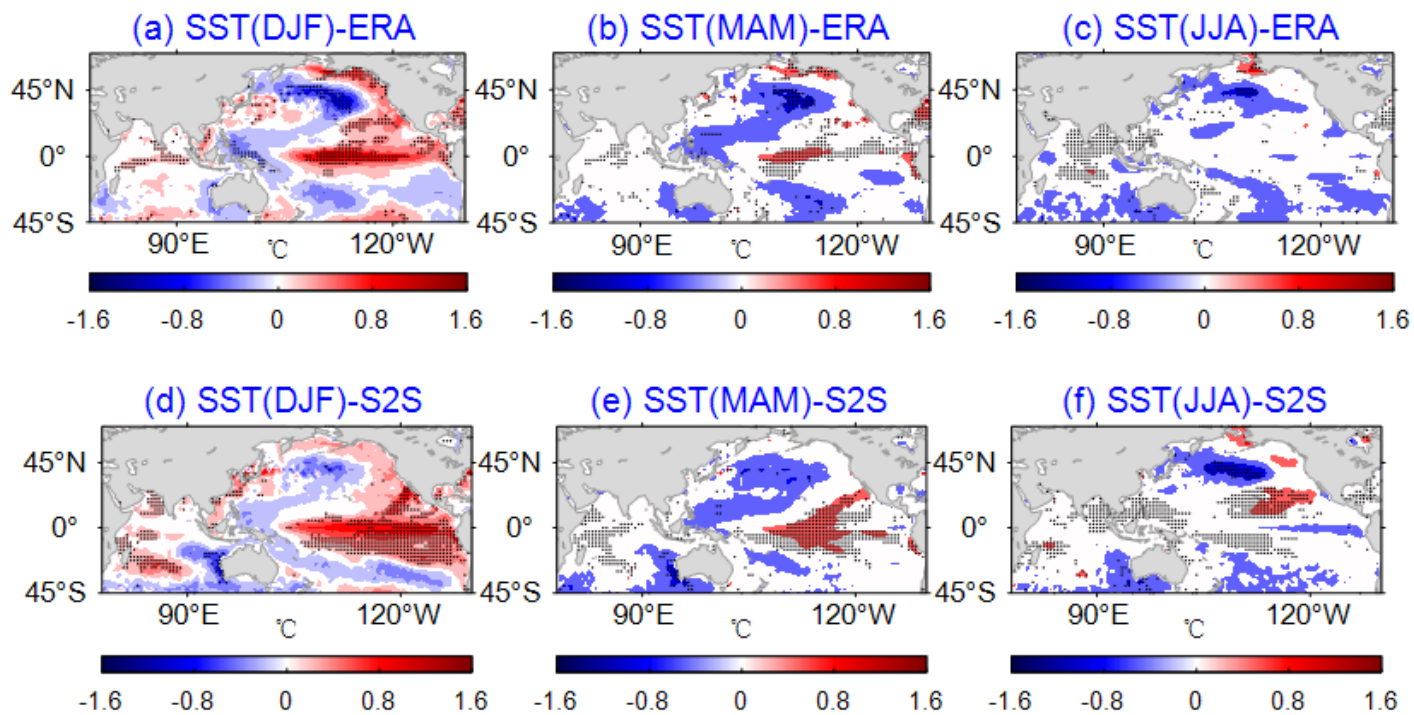 (a) SST(DJF)-ERA (b) SST(MAM)-ERA (c) SST(JJA)-ERA
45°N 45°N 45°N
0° 0° 0°
45°S 45°S 45°S
90°E 120°W 90°E 120°W 90°E 120°W
℃ ℃ ℃
-1.6 -0.8 0 0.8 1.6 -1.6 -0.8 0 0.8 1.6 -1.6 -0.8 0 0.8 1.6
(d) SST(DJF)-S2S (e) SST(MAM)-S2S (f) SST(JJA)-S2S
45°N 45°N 45°N
0° 0° 0°
45°S 45°S 45°S
90°E 120°W 90°E 120°W 90°E 120°W
℃ ℃ ℃
-1.6 -0.8 0 0.8 1.6 -1.6 -0.8 0 0.8 1.6 -1.6 -0.8 0 0.8 1.6